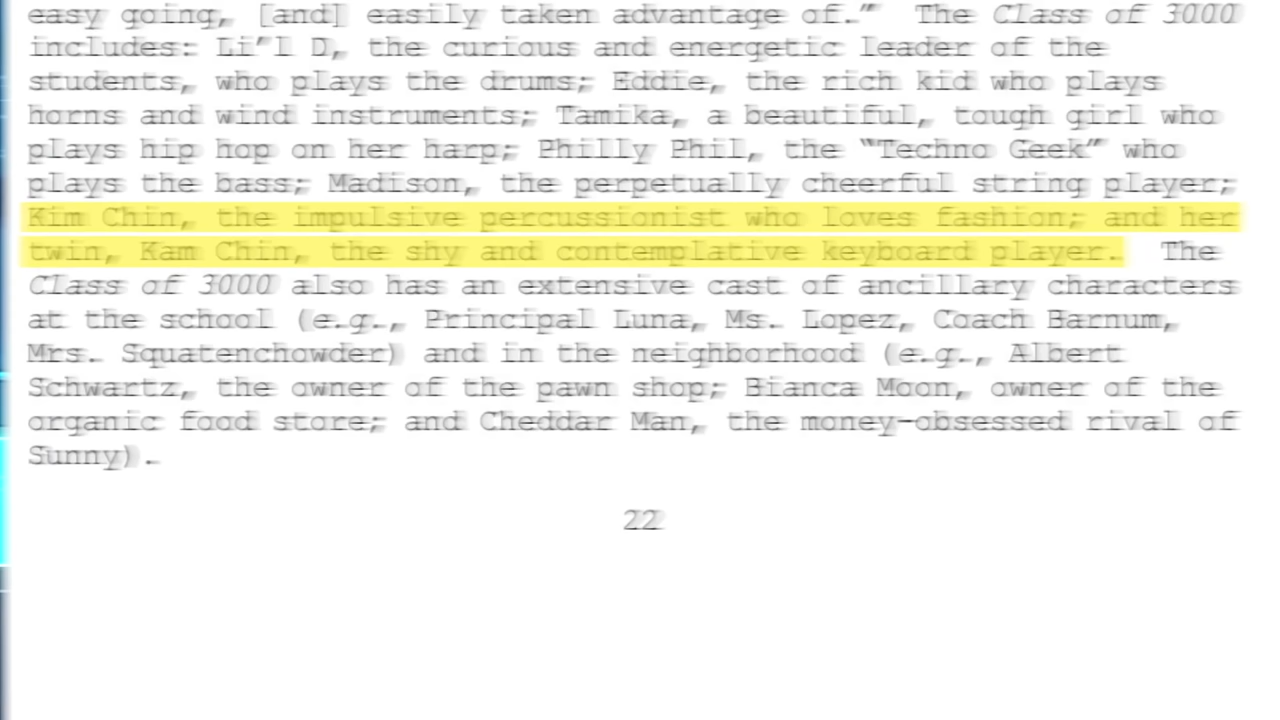 easy going, [and] easily taken advantage of.” The Class of 3000
includes: Li’l D, the curious and energetic leader of the
students, who plays the drums; Eddie, the rich kid who plays
horns and wind instruments; Tamika, a beautiful, tough girl who
plays hip hop on her harp; Philly Phil, the “Techno Geek” who
plays the bass; Madison, the perpetually cheerful string player;
Kim Chin, the impulsive percussionist who loves fashion; and her
twin, Kam Chin, the shy and contemplative keyboard player. The
Class of 3000 also has an extensive cast of ancillary characters
at the school (e.g., Principal Luna, Ms. Lopez, Coach Barnum,
Mrs. Squatenchowder) and in the neighborhood (e.g., Albert
Schwartz, the owner of the pawn shop; Bianca Moon, owner of the
organic food store; and Cheddar Man, the money-obsessed rival of
Sunny).
22